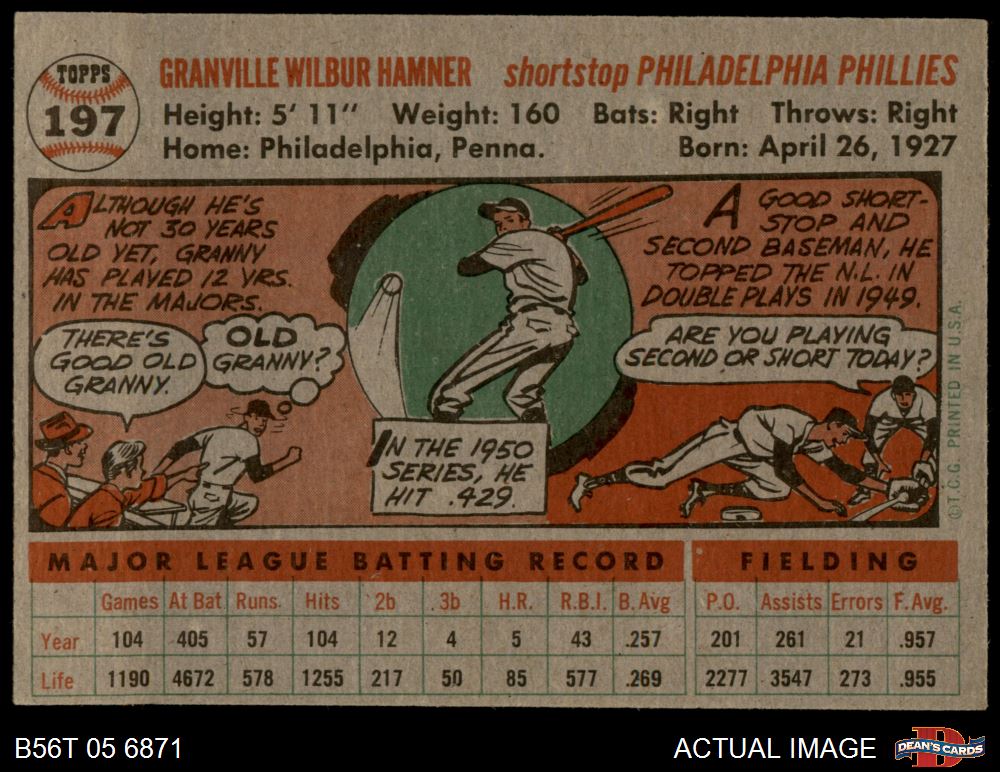 TOPPS
197
GRANVILLE WILBUR HAMNER shortstop PHILADELPHIA PHILLIES
Height: 5' 11" Weight: 160 Bats: Right Throws: Right
Home: Philadelphia, Penna. Born: April 26, 1927
ALTHOUGH HE'S
NOT 30 YEARS
OLD YET, GRANNY
HAS PLAYED 12 YRS.
IN THE MAJORS.
THERE'S
GOOD OLD
GRANNY.
OLD
GRANNY?
IN THE 1950
SERIES, HE
HIT .429.
A GOOD SHORT-
STOP AND
SECOND BASEMAN, HE
TOPPED THE N.L. IN
DOUBLE PLAYS IN 1949.
ARE YOU PLAYING
SECOND OR SHORT TODAY?
©T.C.G. PRINTED IN U.S.A.
MAJOR LEAGUE BATTING RECORD FIELDING
Games At Bat Runs. Hits 2b .3b H.R. R.B.I. B. Avg P.O. Assists Errors F. Avg.
Year 104 405 57 104 12 4 5 43 .257 201 261 21 .957
Life 1190 4672 578 1255 217 50 85 577 .269 2277 3547 273 .955
B56T 05 6871 ACTUAL IMAGE DEAN'S CARDS